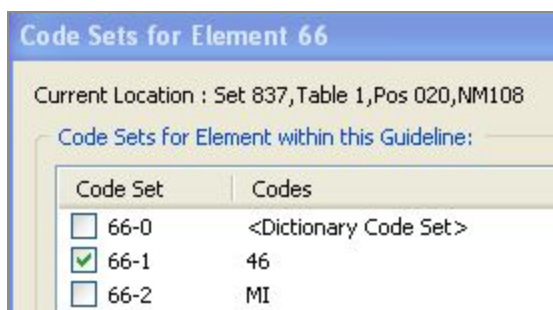 Code Sets for Element 66
Current Location : Set 837,Table 1,Pos 020,NM108
Code Sets for Element within this Guideline:
Code Set Codes
66-0 <Dictionary Code Set>
66-1 46
66-2 MI